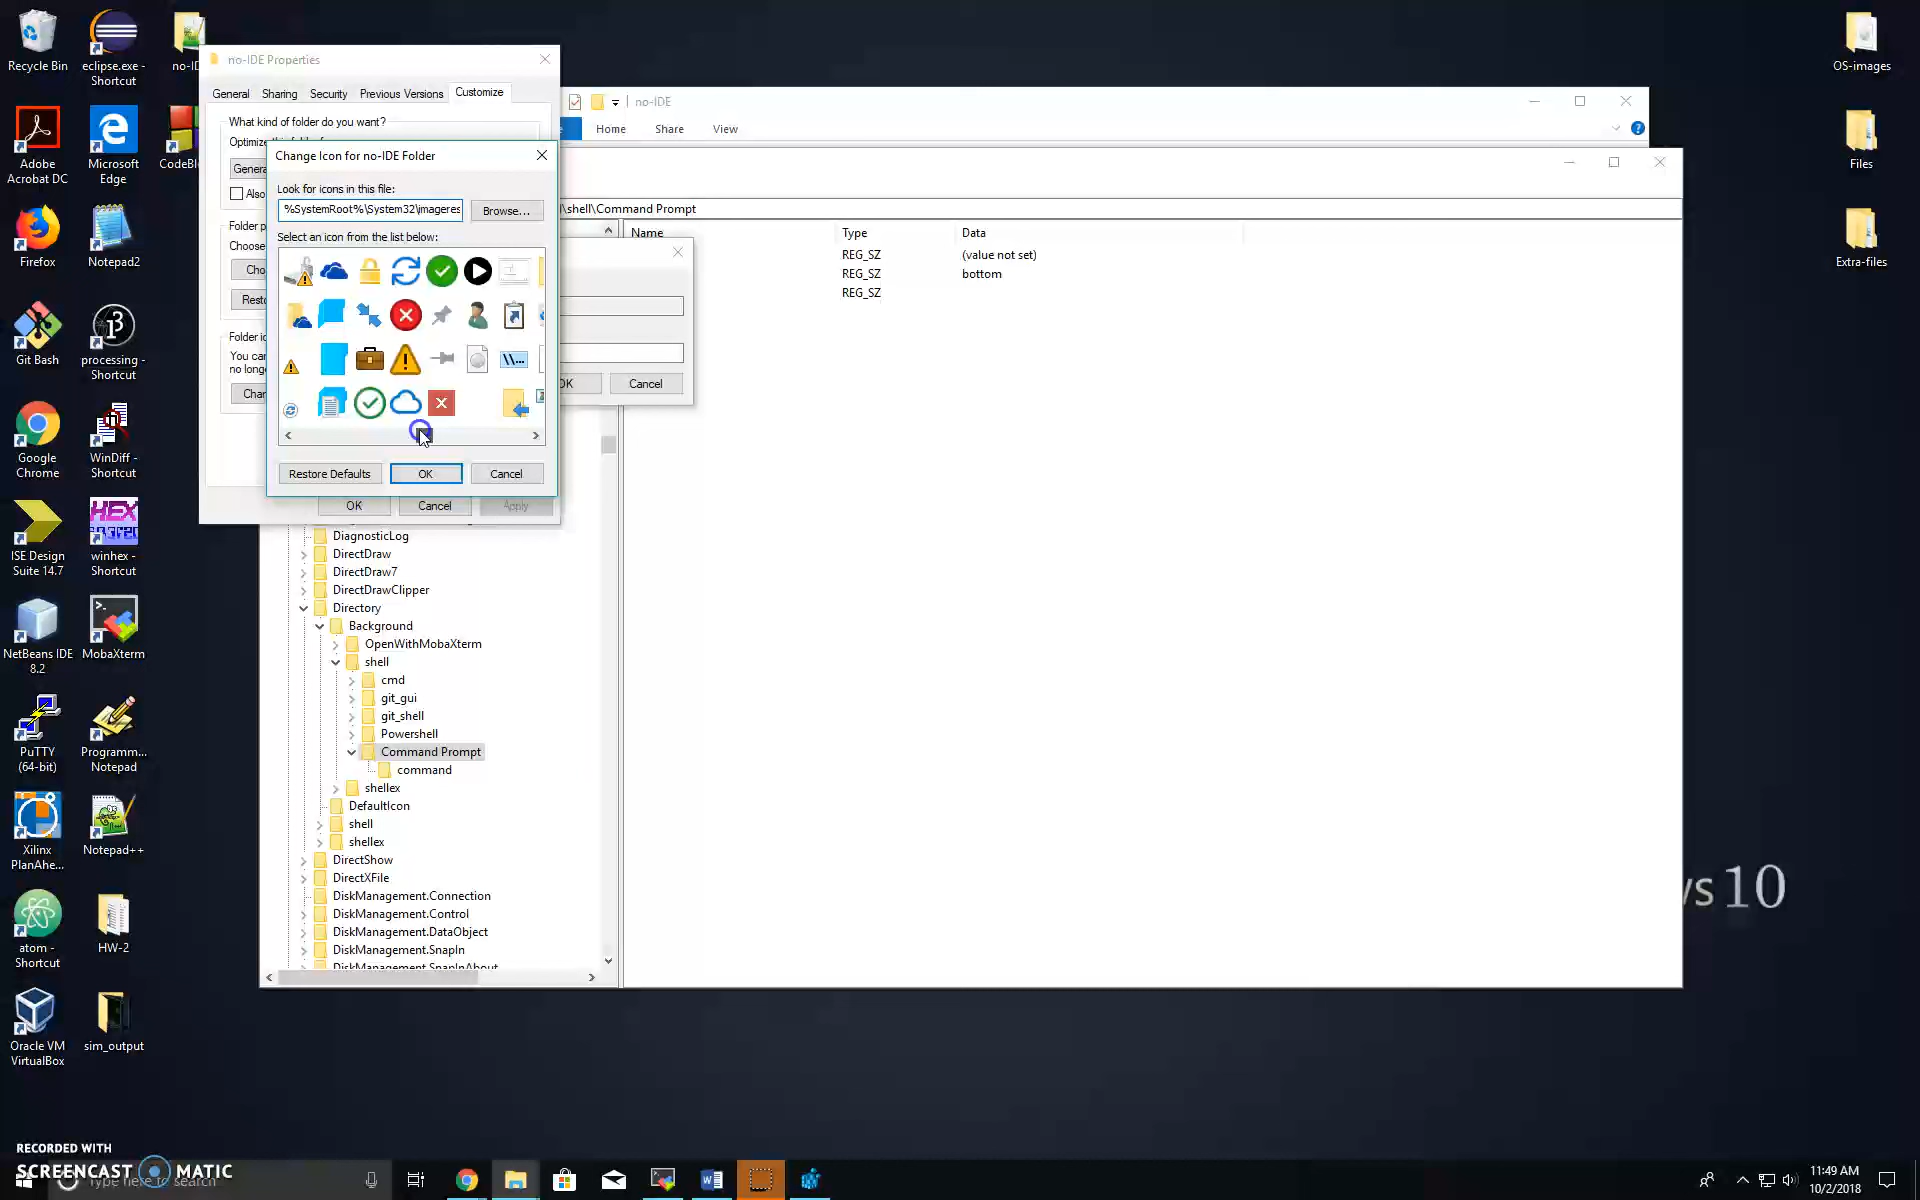 Recycle Bin
eclipse.exe -
Shortcut
no-I
OS-images
Adobe
Acrobat DC
Microsoft
Edge
CodeBl
Files
Firefox
Notepad2
Extra-files
Git Bash
processing -
Shortcut
Google
Chrome
WinDiff -
Shortcut
ISE Design
Suite 14.7
winhex -
Shortcut
NetBeans IDE
8.2
MobaXterm
PuTTY
(64-bit)
Programm...
Notepad
Xilinx
PlanAhe...
Notepad++
atom -
Shortcut
HW-2
Oracle VM
VirtualBox
sim_output
no-IDE Properties
General
Sharing
Security
Previous Versions
Customize
What kind of folder do you want?
Optimiz
Genera
Also
Folder p
Choose
Cho
Resto
Folder ic
You can
no longe
Chan
OK
Cancel
Apply
Change Icon for no-IDE Folder
Look for icons in this file:
%SystemRoot%\System32\imageres
Browse...
Select an icon from the list below:
\\...
Restore Defaults
OK
Cancel
no-IDE
Home
Share
View
\shell\Command Prompt
Name
Type
Data
REG_SZ
(value not set)
REG_SZ
bottom
REG_SZ
OK
Cancel
DiagnosticLog
DirectDraw
DirectDraw7
DirectDrawClipper
Directory
Background
OpenWithMobaXterm
shell
cmd
git_gui
git_shell
Powershell
Command Prompt
command
shellex
DefaultIcon
shell
shellex
DirectShow
DirectXFile
DiskManagement.Connection
DiskManagement.Control
DiskManagement.DataObject
DiskManagement.SnapIn
DiskManagement.SnapInAbout
ws 10
RECORDED WITH
SCREENCAST MATIC
Type here to search
11:49 AM
10/2/2018